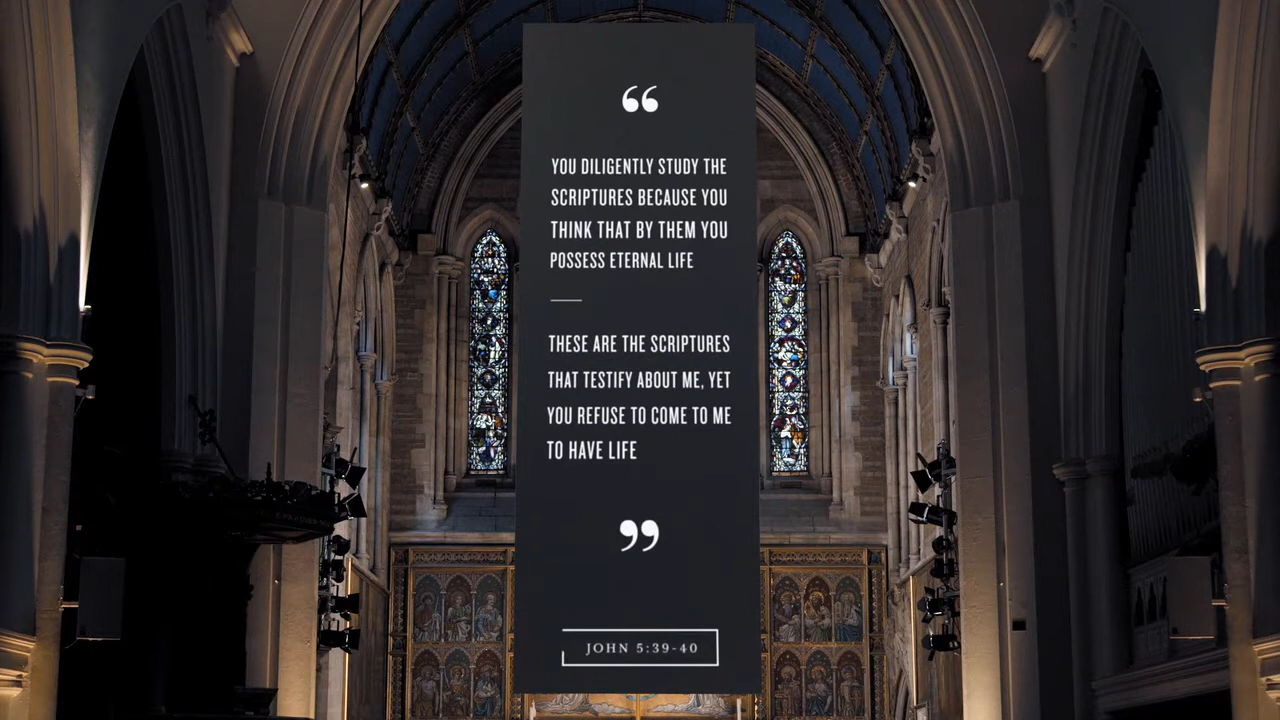 “
YOU DILIGENTLY STUDY THE
SCRIPTURES BECAUSE YOU
THINK THAT BY THEM YOU
POSSESS ETERNAL LIFE
THESE ARE THE SCRIPTURES
THAT TESTIFY ABOUT ME, YET
YOU REFUSE TO COME TO ME
TO HAVE LIFE
”
JOHN 5:39-40